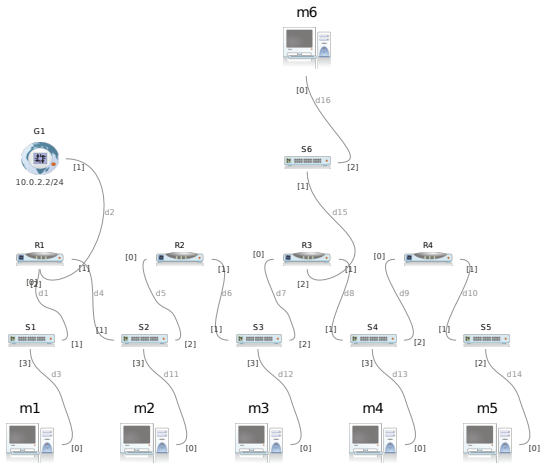 m6
[0]
d16
G1
S6
[1]
[2]
10.0.2.2/24
[1]
d2
d15
R1
R2
R3
R4
[0]
[0]
[0]
[1]
[1]
[1]
[1]
[0]
[2]
[2]
d1
d4
d5
d6
d7
d8
d9
d10
S1
S2
S3
S4
S5
[1]
[1]
[1]
[1]
[1]
[2]
[2]
[2]
[3]
[3]
[3]
[3]
[2]
d3
d11
d12
d13
d14
m1
m2
m3
m4
m5
[0]
[0]
[0]
[0]
[0]